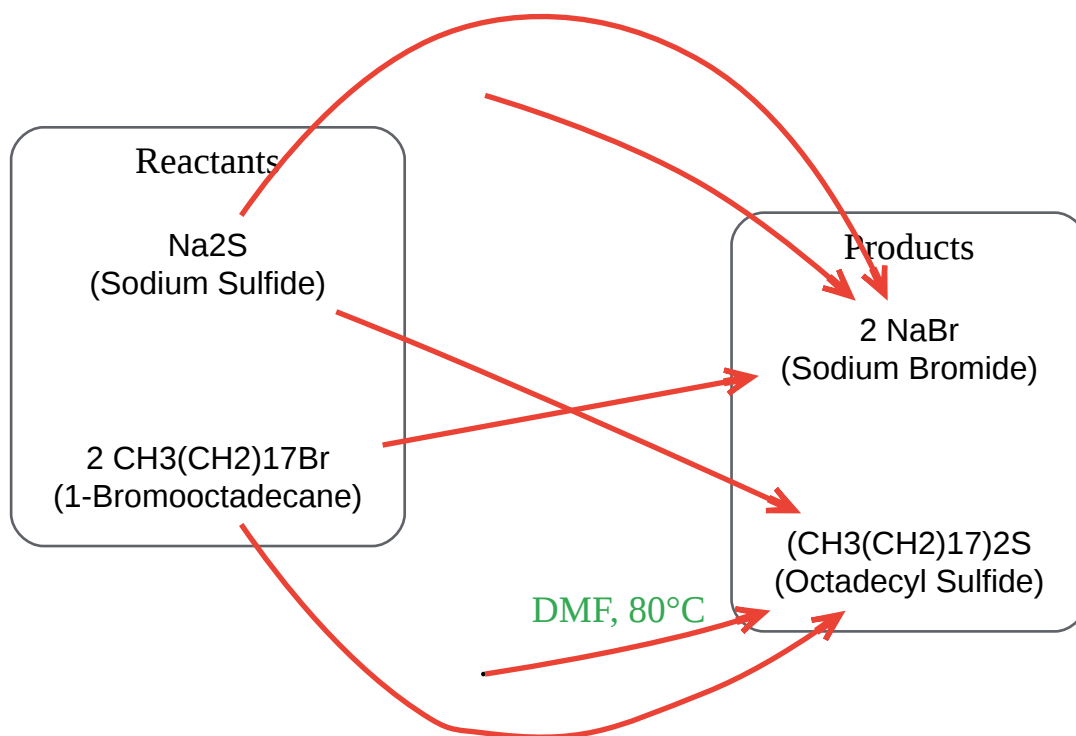 Reactants
Na2S
(Sodium Sulfide)
2 CH3(CH2)17Br
(1-Bromooctadecane)
Products
2 NaBr
(Sodium Bromide)
(CH3(CH2)17)2S
(Octadecyl Sulfide)
DMF, 80°C